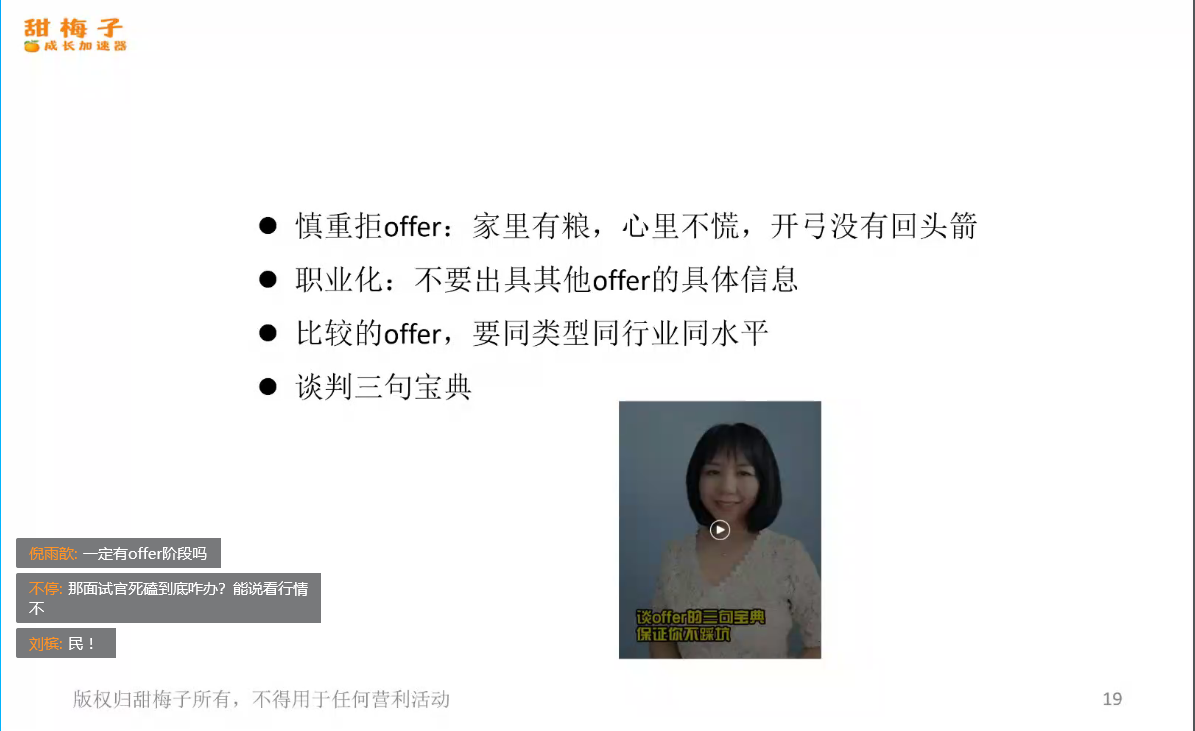 甜梅子
成长加速器
● 慎重拒offer：家里有粮，心里不慌，开弓没有回头箭
● 职业化：不要出具其他offer的具体信息
● 比较的offer，要同类型同行业同水平
● 谈判三句宝典
谈offer的三句宝典
保证你不踩坑
倪雨歆: 一定有offer阶段吗
不停: 那面试官死磕到底咋办？能说看行情
不
刘槟: 民！
版权归甜梅子所有，不得用于任何营利活动
19